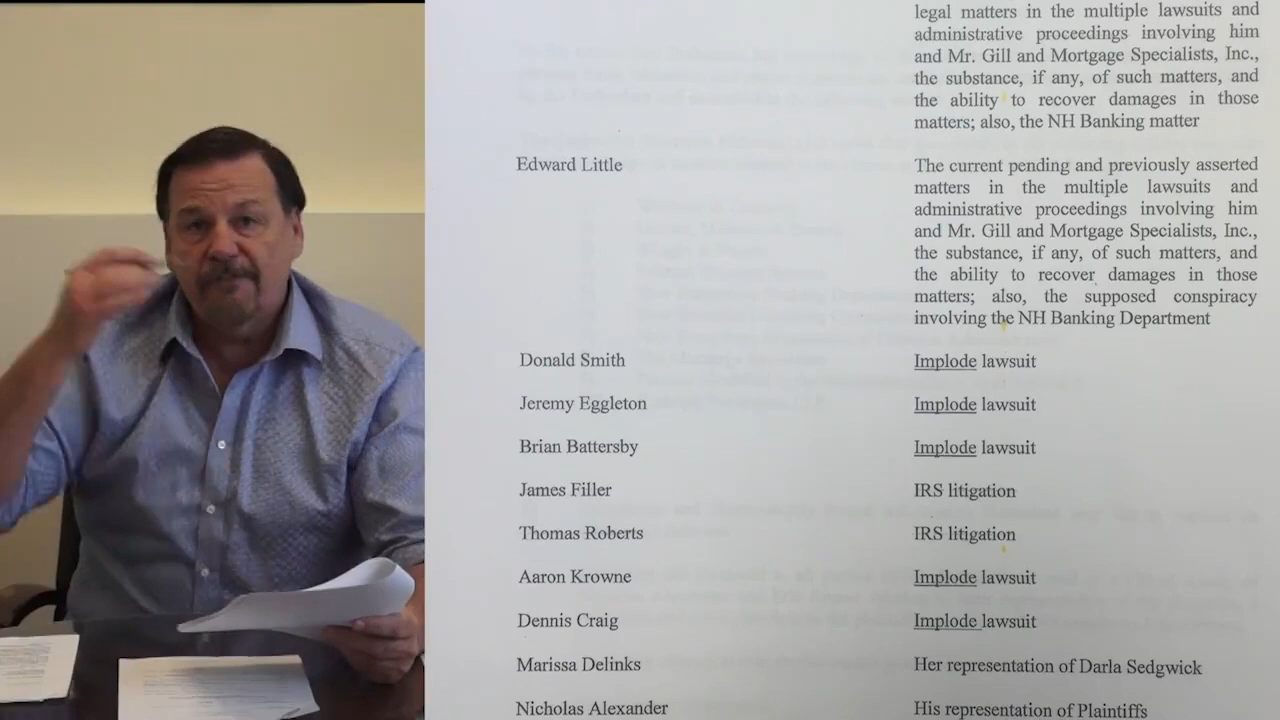 legal matters in the multiple lawsuits and
administrative proceedings involving him
and Mr. Gill and Mortgage Specialists, Inc.,
the substance, if any, of such matters, and
the ability to recover damages in those
matters; also, the NH Banking matter
Edward Little
The current pending and previously asserted
matters in the multiple lawsuits and
administrative proceedings involving him
and Mr. Gill and Mortgage Specialists, Inc.,
the substance, if any, of such matters, and
the ability to recover damages in those
matters; also, the supposed conspiracy
involving the NH Banking Department
Donald Smith Implode lawsuit
Jeremy Eggleton Implode lawsuit
Brian Battersby Implode lawsuit
James Filler IRS litigation
Thomas Roberts IRS litigation
Aaron Krowne Implode lawsuit
Dennis Craig Implode lawsuit
Marissa Delinks Her representation of Darla Sedgwick
Nicholas Alexander His representation of Plaintiffs